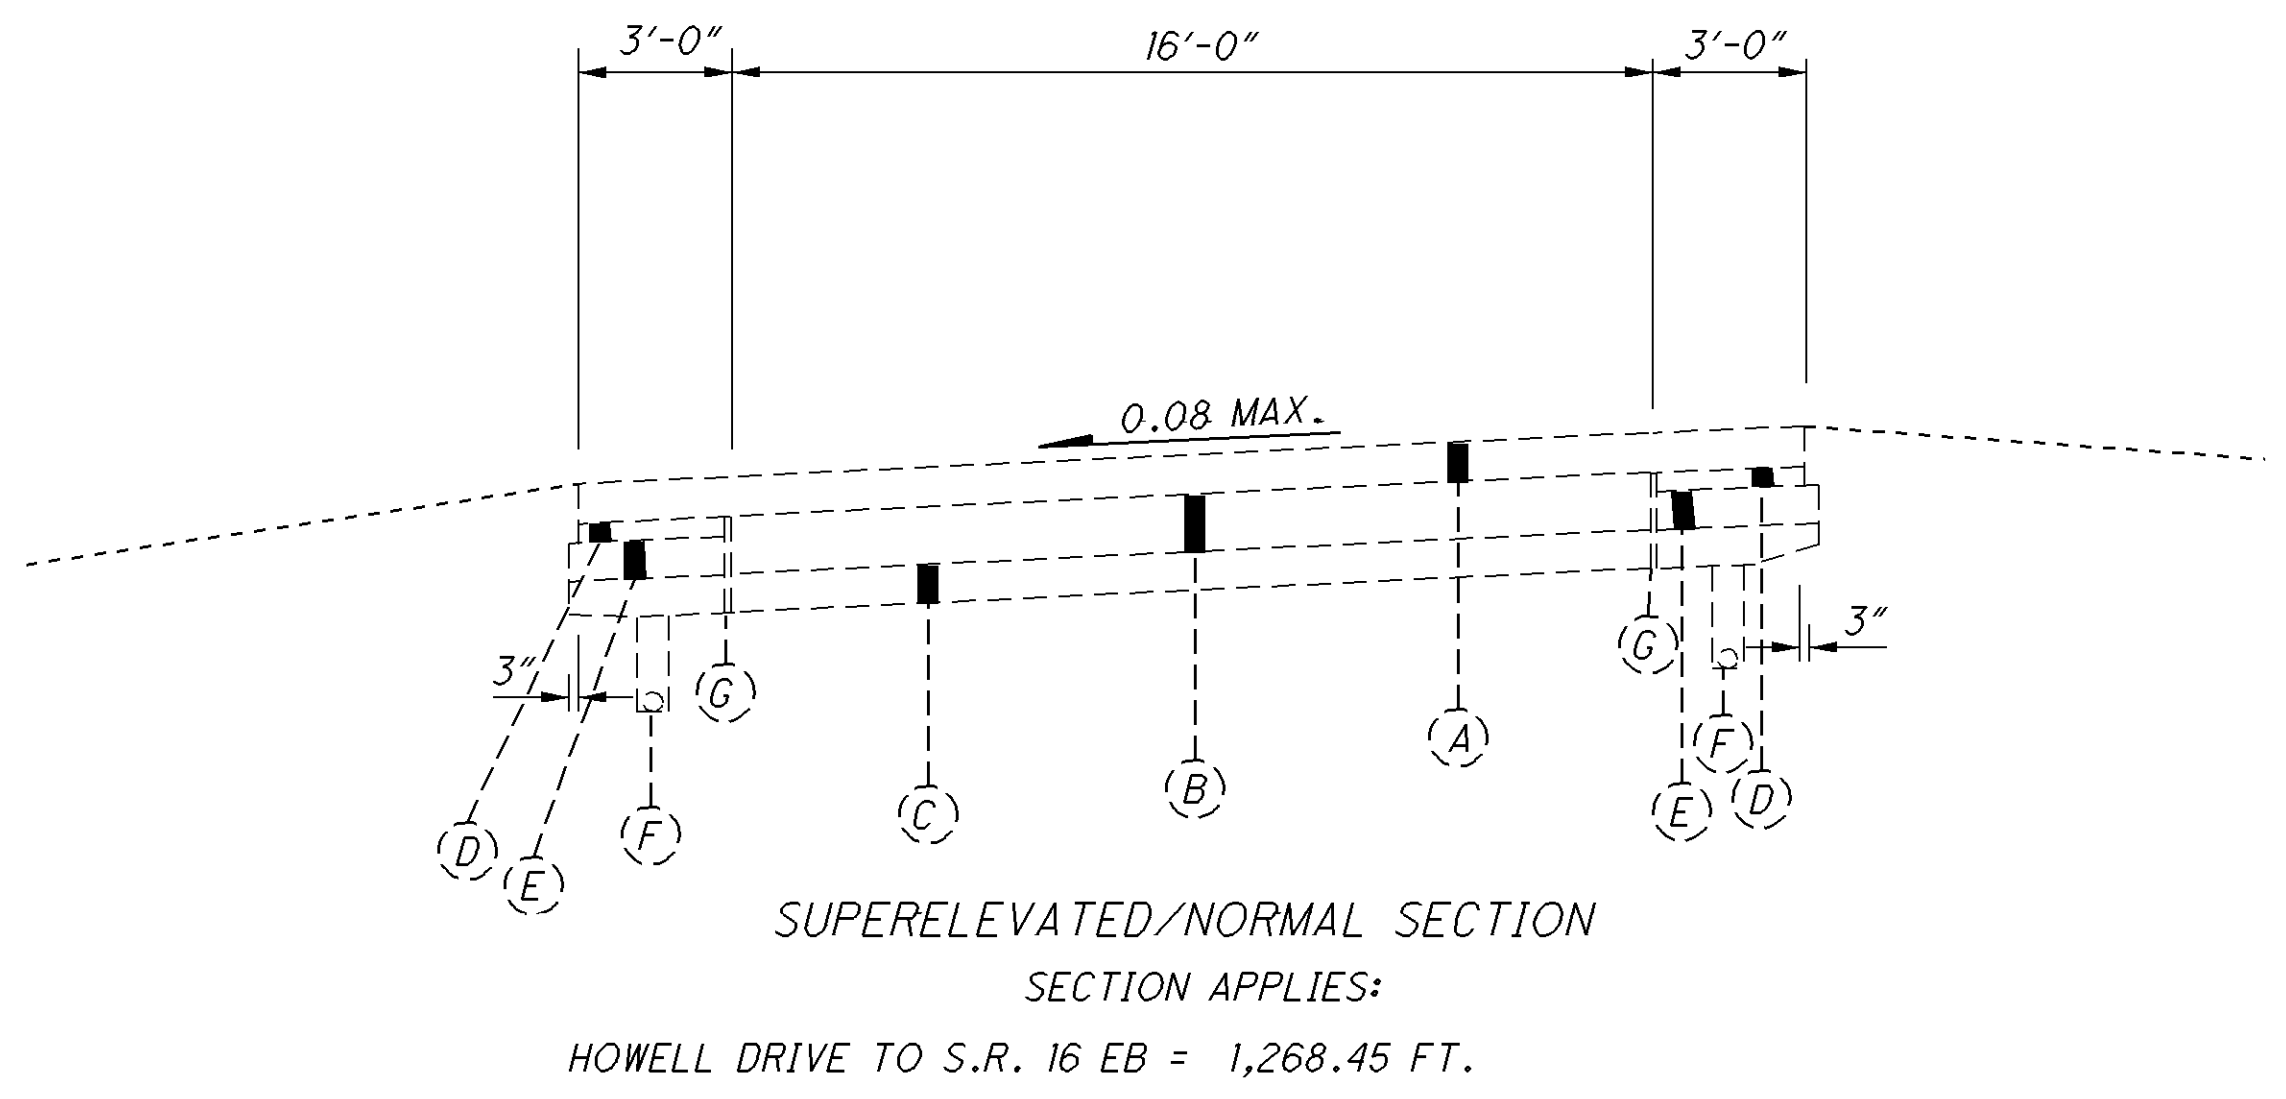 3'-0"
16'-0"
3'-0"
0.08 MAX.
3"
3"
G
G
A
F
B
D
E
C
F
D
E
SUPERELEVATED/NORMAL SECTION
SECTION APPLIES:
HOWELL DRIVE TO S.R. 16 EB = 1,268.45 FT.